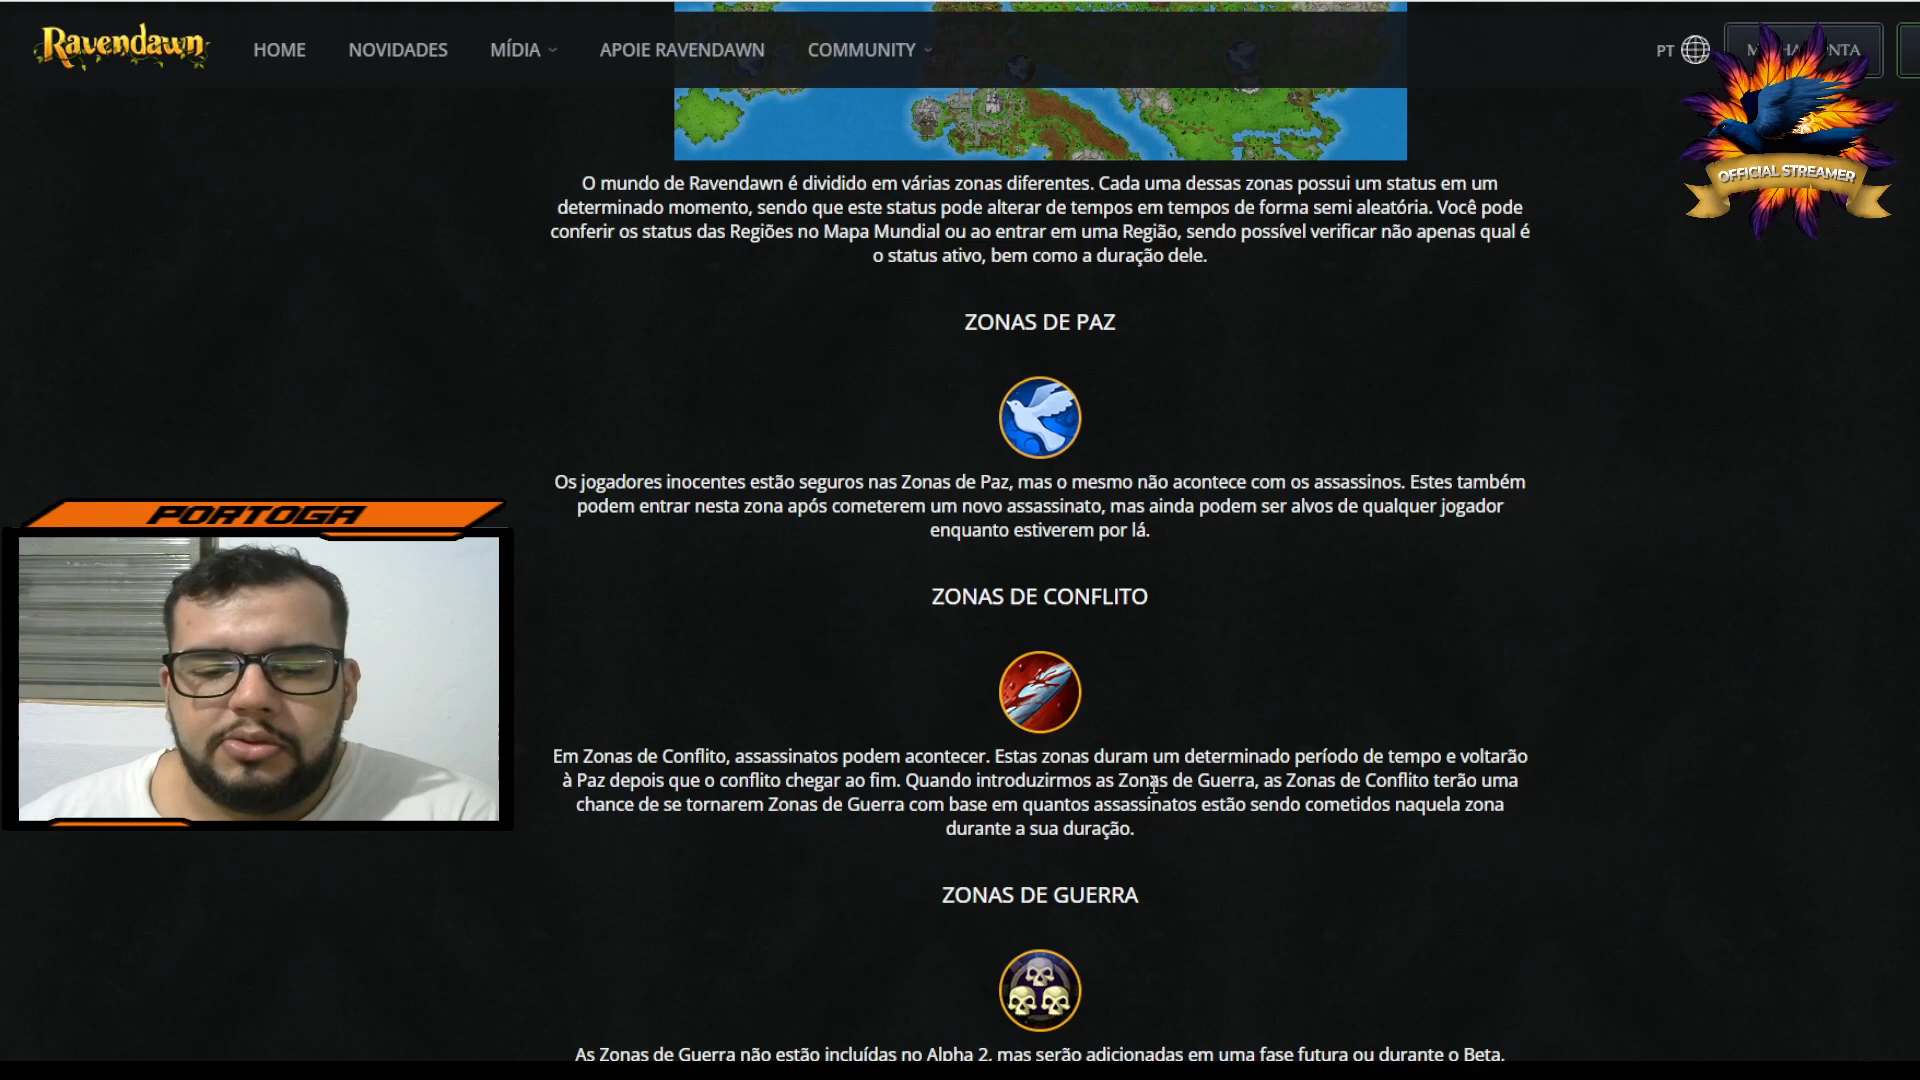 Ravendawn
HOME
NOVIDADES
MÍDIA
APOIE RAVENDAWN
COMMUNITY
PT
OFFICIAL STREAMER
O mundo de Ravendawn é dividido em várias zonas diferentes. Cada uma dessas zonas possui um status em um
determinado momento, sendo que este status pode alterar de tempos em tempos de forma semi aleatória. Você pode
conferir os status das Regiões no Mapa Mundial ou ao entrar em uma Região, sendo possível verificar não apenas qual é
o status ativo, bem como a duração dele.
ZONAS DE PAZ
Os jogadores inocentes estão seguros nas Zonas de Paz, mas o mesmo não acontece com os assassinos. Estes também
podem entrar nesta zona após cometerem um novo assassinato, mas ainda podem ser alvos de qualquer jogador
enquanto estiverem por lá.
PORTOGA
ZONAS DE CONFLITO
Em Zonas de Conflito, assassinatos podem acontecer. Estas zonas duram um determinado período de tempo e voltarão
à Paz depois que o conflito chegar ao fim. Quando introduzirmos as Zonas de Guerra, as Zonas de Conflito terão uma
chance de se tornarem Zonas de Guerra com base em quantos assassinatos estão sendo cometidos naquela zona
durante a sua duração.
ZONAS DE GUERRA
As Zonas de Guerra não estão incluídas no Alpha 2, mas serão adicionadas em uma fase futura ou durante o Beta.